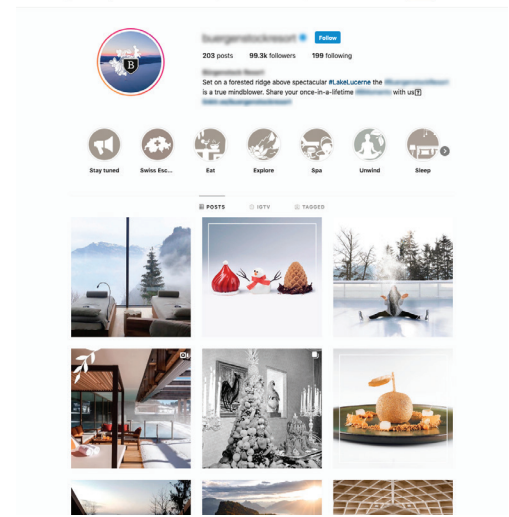 Follow
203 posts 99.3k followers 199 following
Set on a forested ridge above spectacular #LakeLucerne the
is a true mindblower. Share your once-in-a-lifetime with us
B
Stay tuned Swiss Esc... Eat Explore Spa Unwind Sleep
POSTS IGTV TAGGED